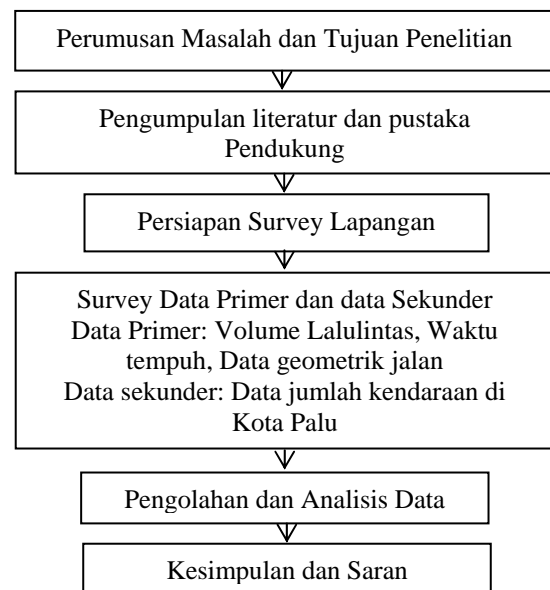 Perumusan Masalah dan Tujuan Penelitian
Pengumpulan literatur dan pustaka
Pendukung
Persiapan Survey Lapangan
Survey Data Primer dan data Sekunder
Data Primer: Volume Lalulintas, Waktu
tempuh, Data geometrik jalan
Data sekunder: Data jumlah kendaraan di
Kota Palu
Pengolahan dan Analisis Data
Kesimpulan dan Saran